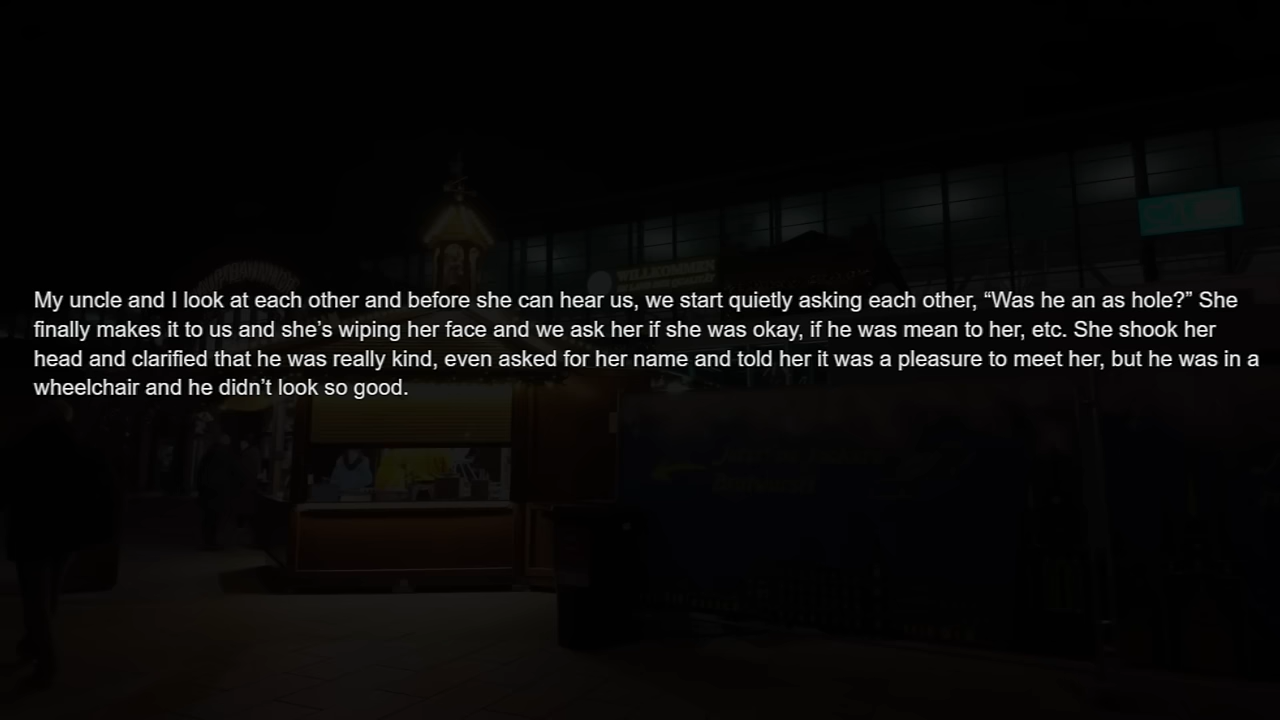 WILLKOMMEN
My uncle and I look at each other and before she can hear us, we start quietly asking each other, “Was he an as hole?” She
finally makes it to us and she’s wiping her face and we ask her if she was okay, if he was mean to her, etc. She shook her
head and clarified that he was really kind, even asked for her name and told her it was a pleasure to meet her, but he was in a
wheelchair and he didn’t look so good.